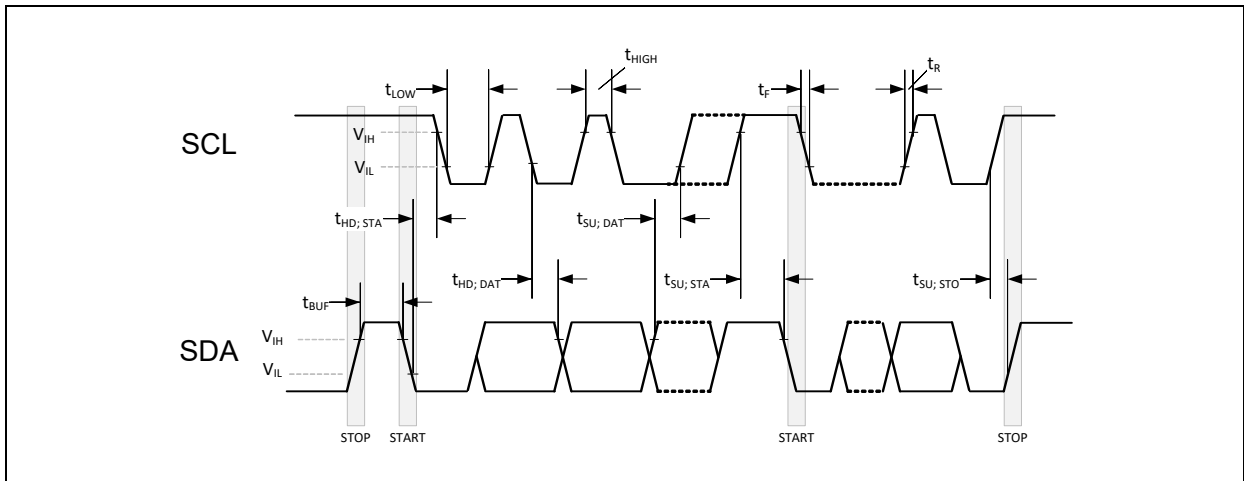 tHIGH
tLOW
tF
tR
SCL
VIH
VIL
tHD; STA
tSU; DAT
tHD; DAT
tSU; STA
tSU; STO
tBUF
SDA
VIH
VIL
STOP
START
START
STOP